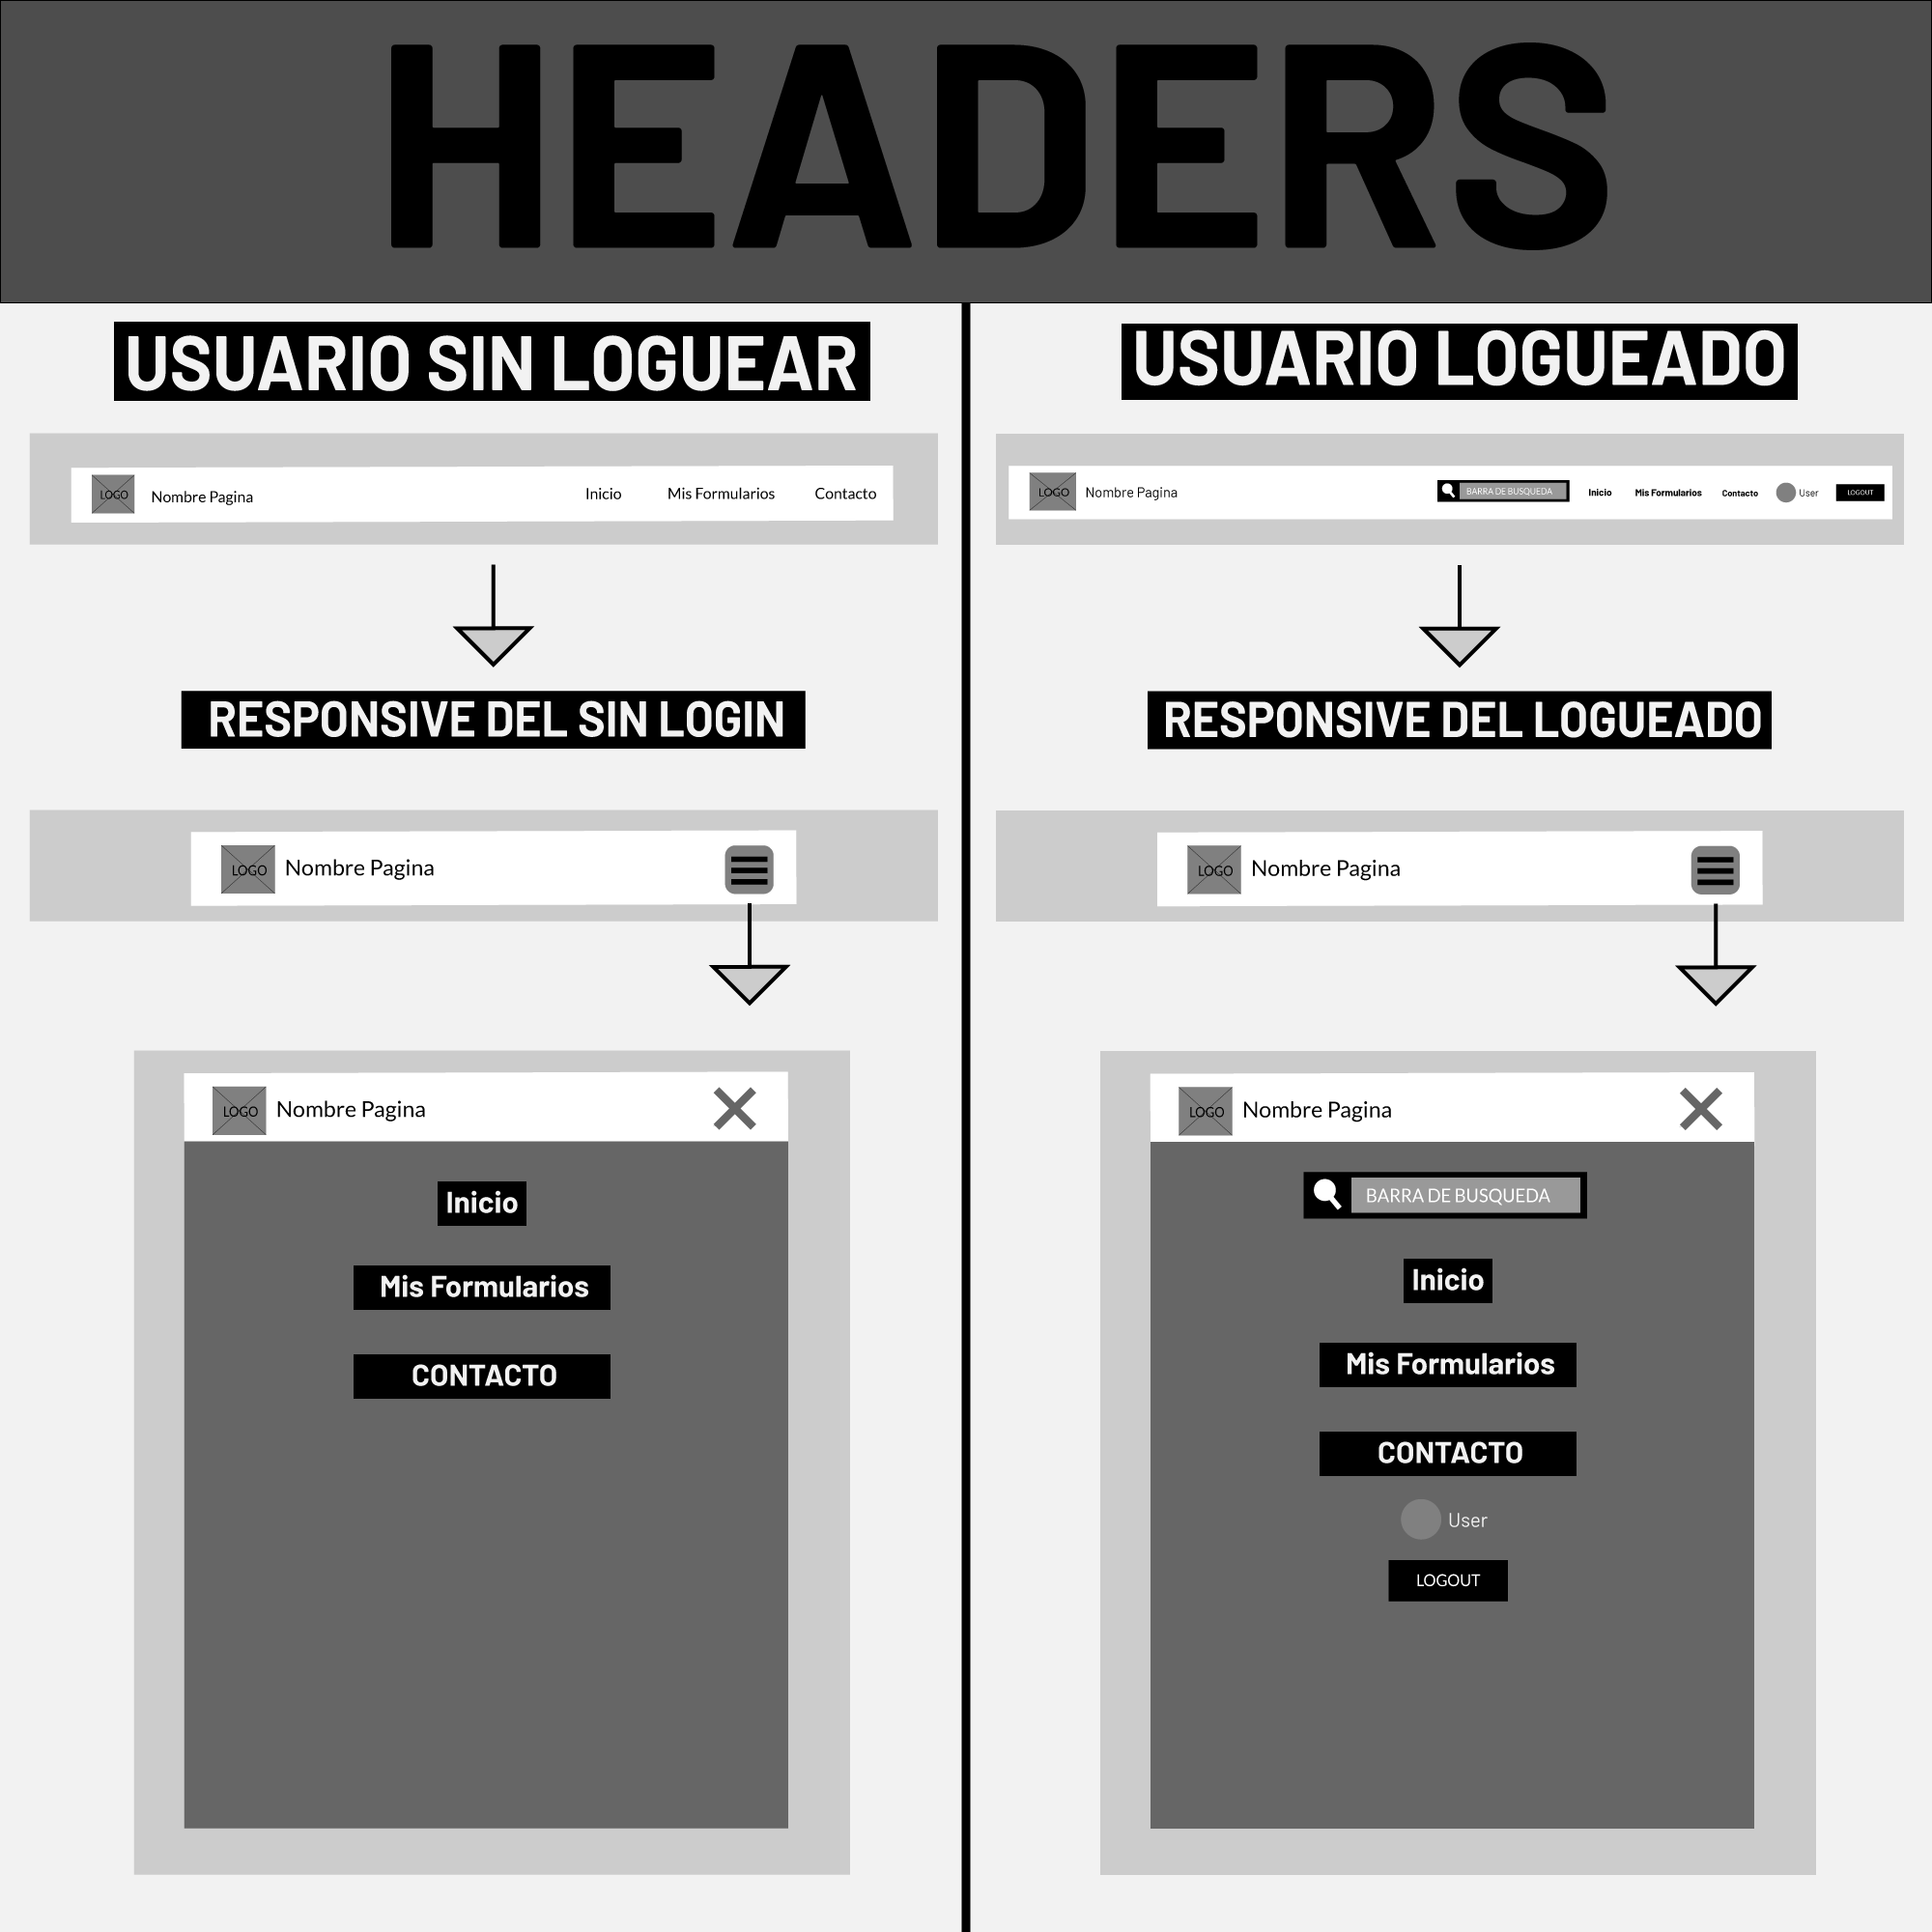 HEADERS
USUARIO SIN LOGUEAR
LOGO
Nombre Pagina
Inicio
Mis Formularios
Contacto
RESPONSIVE DEL SIN LOGIN
LOGO
Nombre Pagina
LOGO
Nombre Pagina
Inicio
Mis Formularios
CONTACTO
USUARIO LOGUEADO
LOGO
Nombre Pagina
BARRA DE BUSQUEDA
Inicio
Mis Formularios
Contacto
User
LOGOUT
RESPONSIVE DEL LOGUEADO
LOGO
Nombre Pagina
LOGO
Nombre Pagina
BARRA DE BUSQUEDA
Inicio
Mis Formularios
CONTACTO
User
LOGOUT